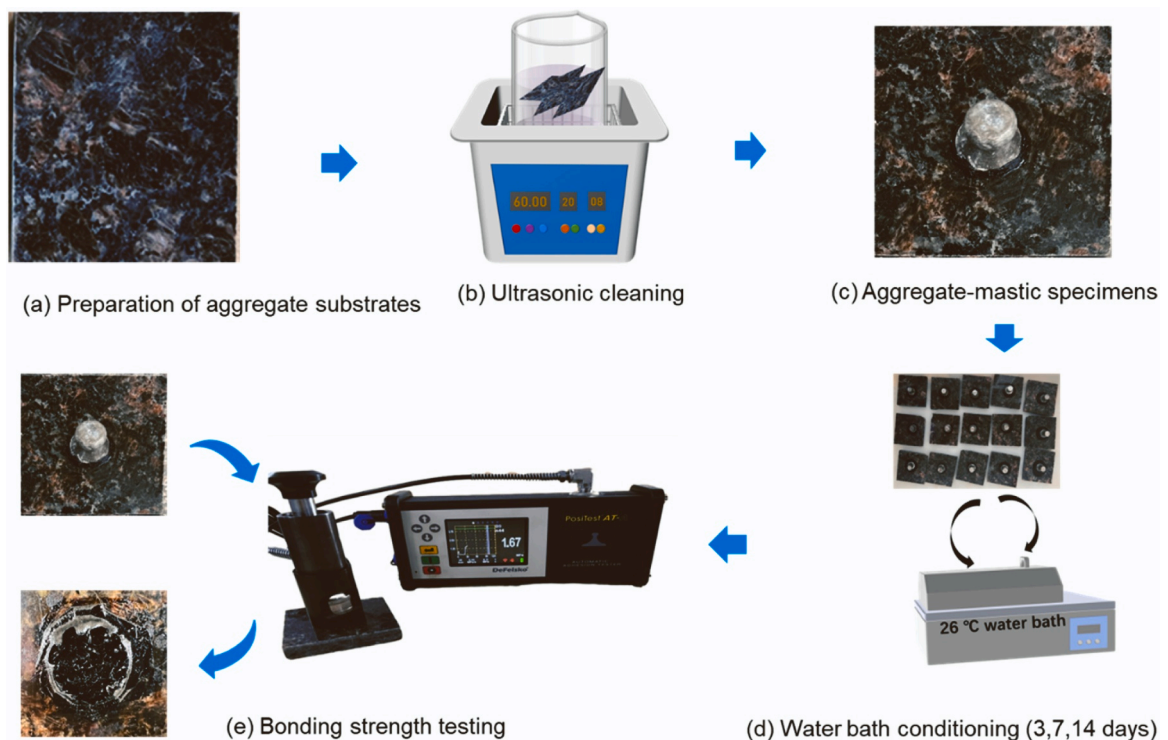 60.00 20 08
(a) Preparation of aggregate substrates
(b) Ultrasonic cleaning
(c) Aggregate-mastic specimens
PosiTest AT
1.67
DeFelsko
26 °C water bath
(e) Bonding strength testing
(d) Water bath conditioning (3,7,14 days)